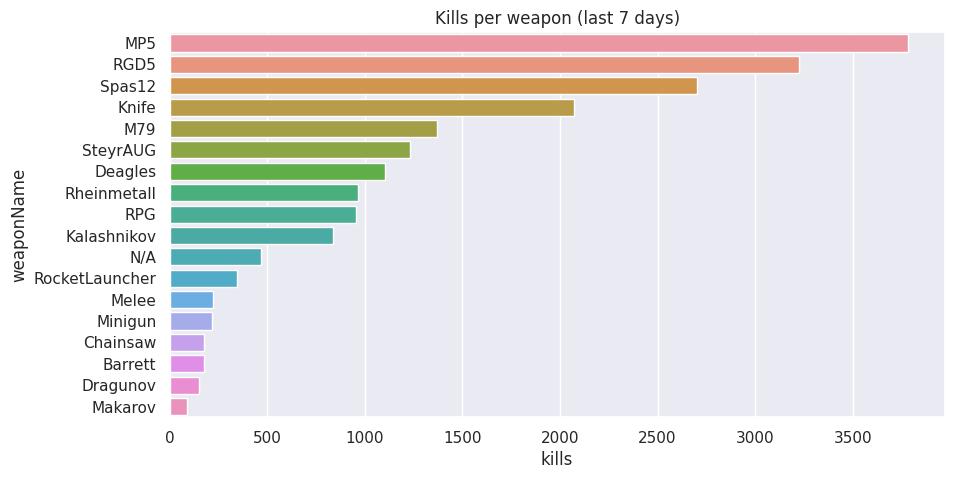 Kills per weapon (last 7 days)
weaponName
MP5
RGD5
Spas12
Knife
M79
SteyrAUG
Deagles
Rheinmetall
RPG
Kalashnikov
N/A
RocketLauncher
Melee
Minigun
Chainsaw
Barrett
Dragunov
Makarov
0 500 1000 1500 2000 2500 3000 3500
kills